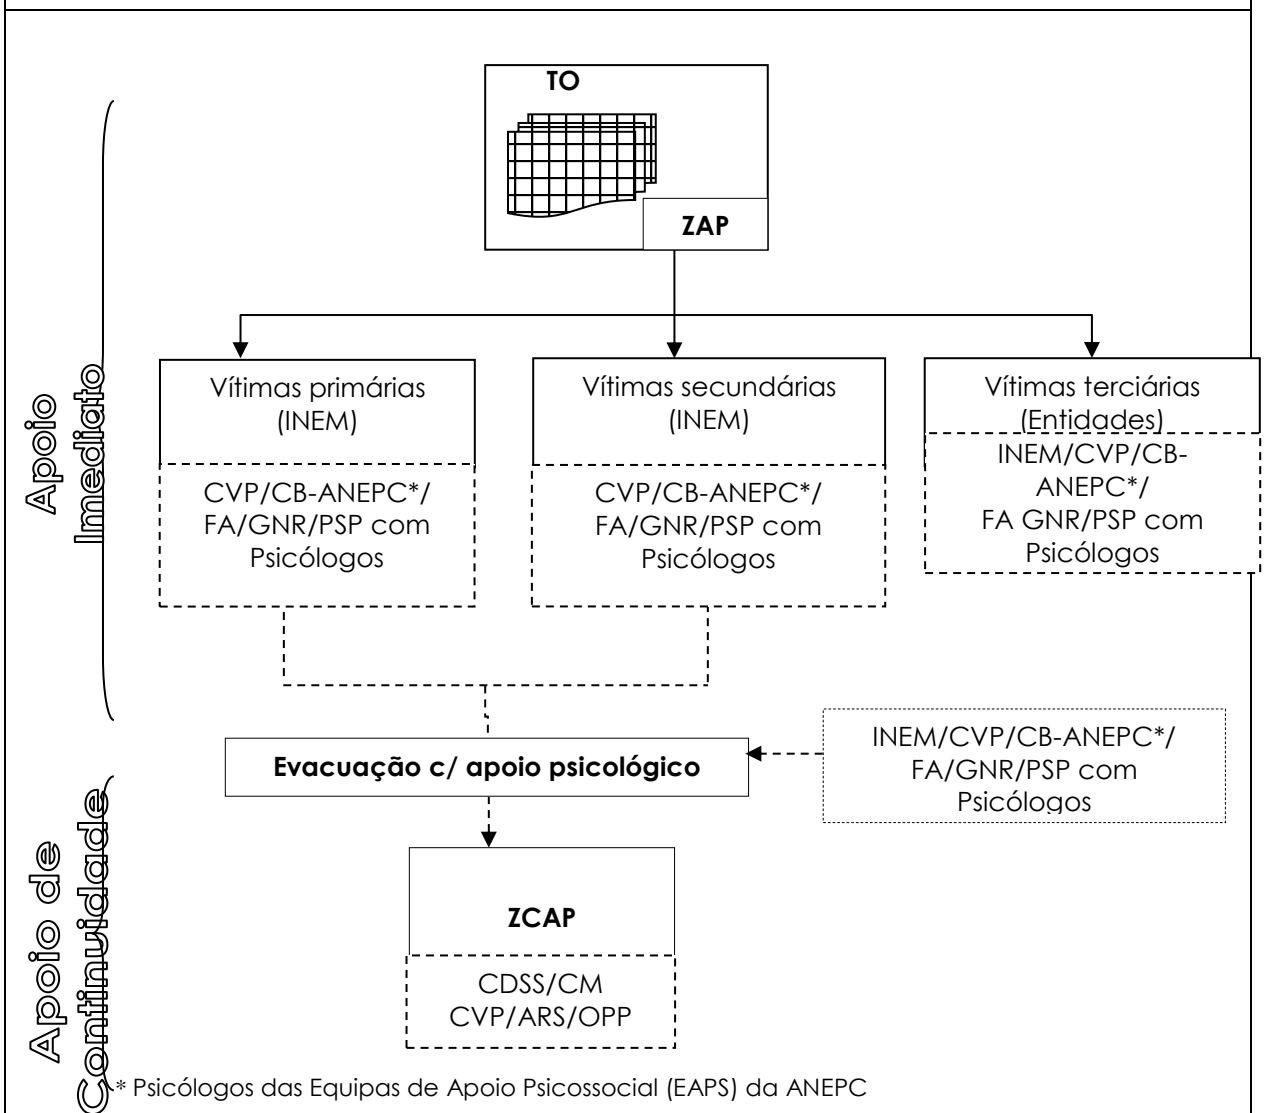 TO
ZAP
Apoio
Imediato
Vítimas primárias
(INEM)
CVP/CB-ANEPC*/
FA/GNR/PSP com
Psicólogos
Vítimas secundárias
(INEM)
CVP/CB-ANEPC*/
FA/GNR/PSP com
Psicólogos
Vítimas terciárias
(Entidades)
INEM/CVP/CB-
ANEPC*/
FA GNR/PSP com
Psicólogos
Evacuação c/ apoio psicológico
INEM/CVP/CB-ANEPC*/
FA/GNR/PSP com
Psicólogos
Apoio de
Continuidade
ZCAP
CDSS/CM
CVP/ARS/OPP
* Psicólogos das Equipas de Apoio Psicossocial (EAPS) da ANEPC